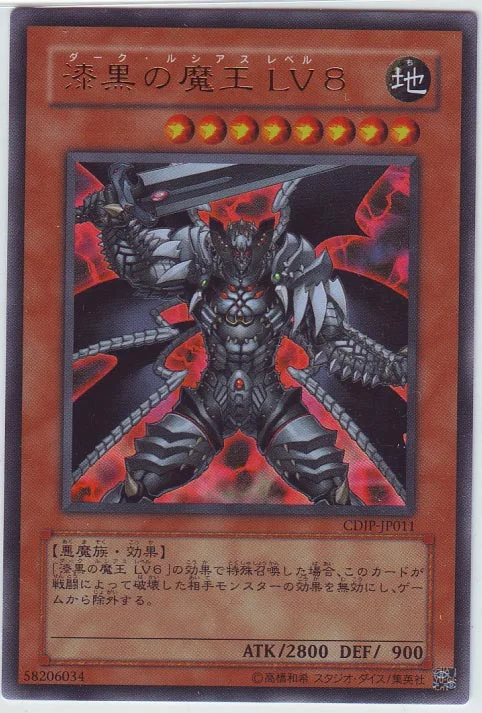 ダーク・ルシアス レベル
漆黒の魔王 LV8
地
CDIP-JP011
【悪魔族・効果】
「漆黒の魔王 LV6」の効果で特殊召喚した場合、このカードが
戦闘によって破壊した相手モンスターの効果を無効にし、ゲー
ムから除外する。
ATK/2800 DEF/ 900
58206034
©高橋和希 スタジオ・ダイス/集英社